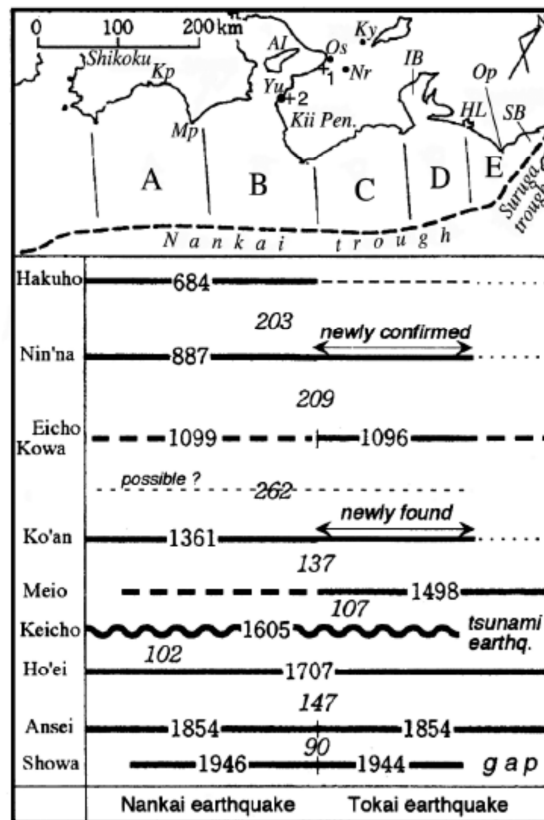 0 100 200 km
Shikoku
Kp
Mp
AI
Yu
+2
Kii Pen.
Os
+1
Ky
Nr
IB
HL
Op
SB
A B C D E
Nankai trough
Suruga trough
Hakuho 684
203 newly confirmed
Nin'na 887
209
Eicho
Kowa 1099 1096
possible ? 262
newly found
Ko'an 1361
137
Meio 1498
107
Keicho 1605 tsunami earthq.
102
Ho'ei 1707
147
Ansei 1854 1854
90
Showa 1946 1944 gap
Nankai earthquake Tokai earthquake